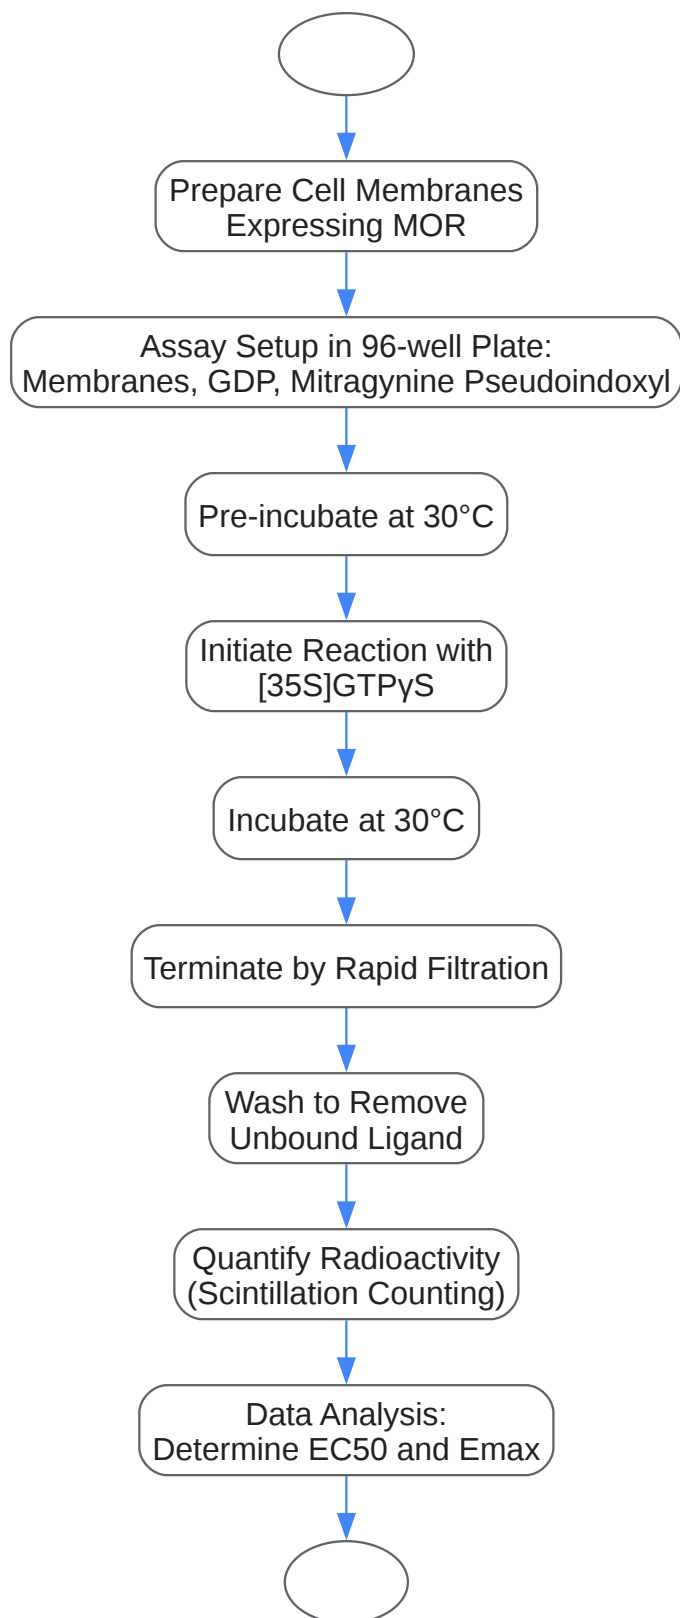 Prepare Cell Membranes
Expressing MOR
Assay Setup in 96-well Plate:
Membranes, GDP, Mitragynine Pseudoindoxyl
Pre-incubate at 30°C
Initiate Reaction with
[35S]GTPγS
Incubate at 30°C
Terminate by Rapid Filtration
Wash to Remove
Unbound Ligand
Quantify Radioactivity
(Scintillation Counting)
Data Analysis:
Determine EC50 and Emax